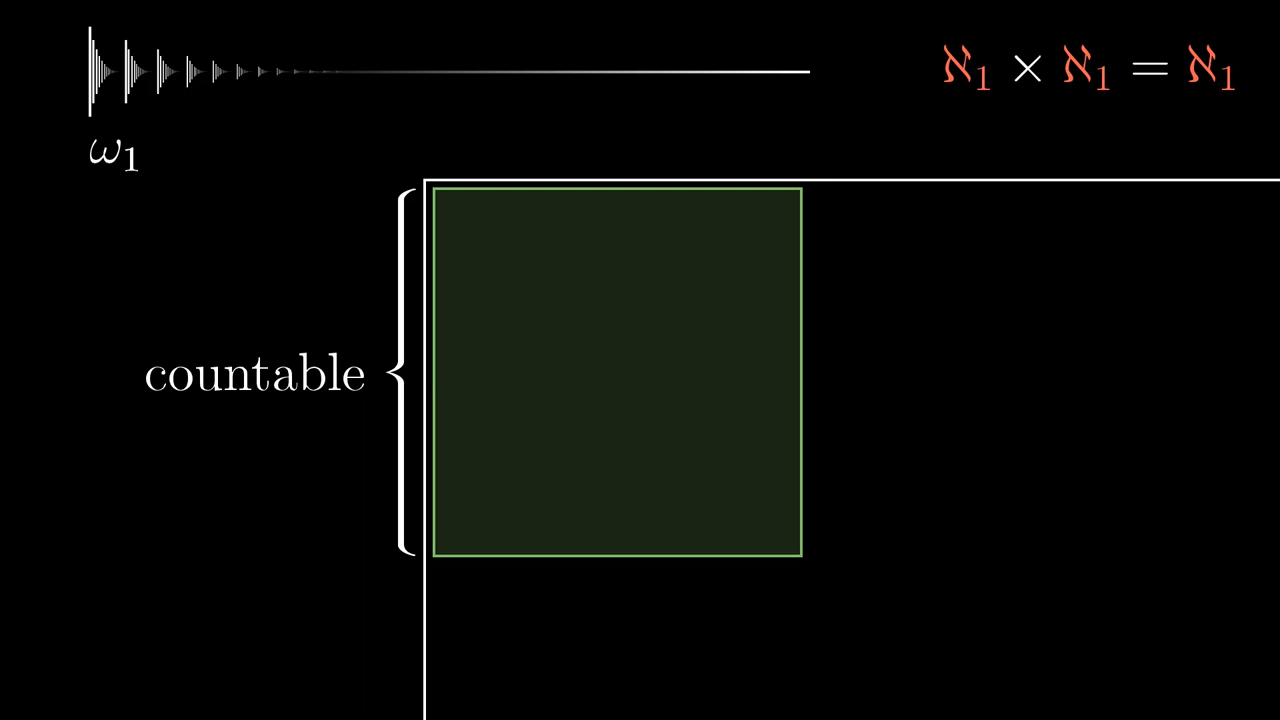 ℵ₁ × ℵ₁ = ℵ₁
ω₁
countable